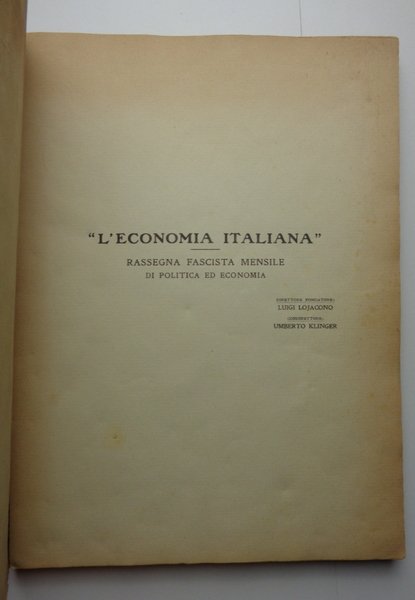 "L'ECONOMIA ITALIANA"
RASSEGNA FASCISTA MENSILE
DI POLITICA ED ECONOMIA
DIRETTORE FONDATORE:
LUIGI LOJACONO
CONDIRETTORE:
UMBERTO KLINGER